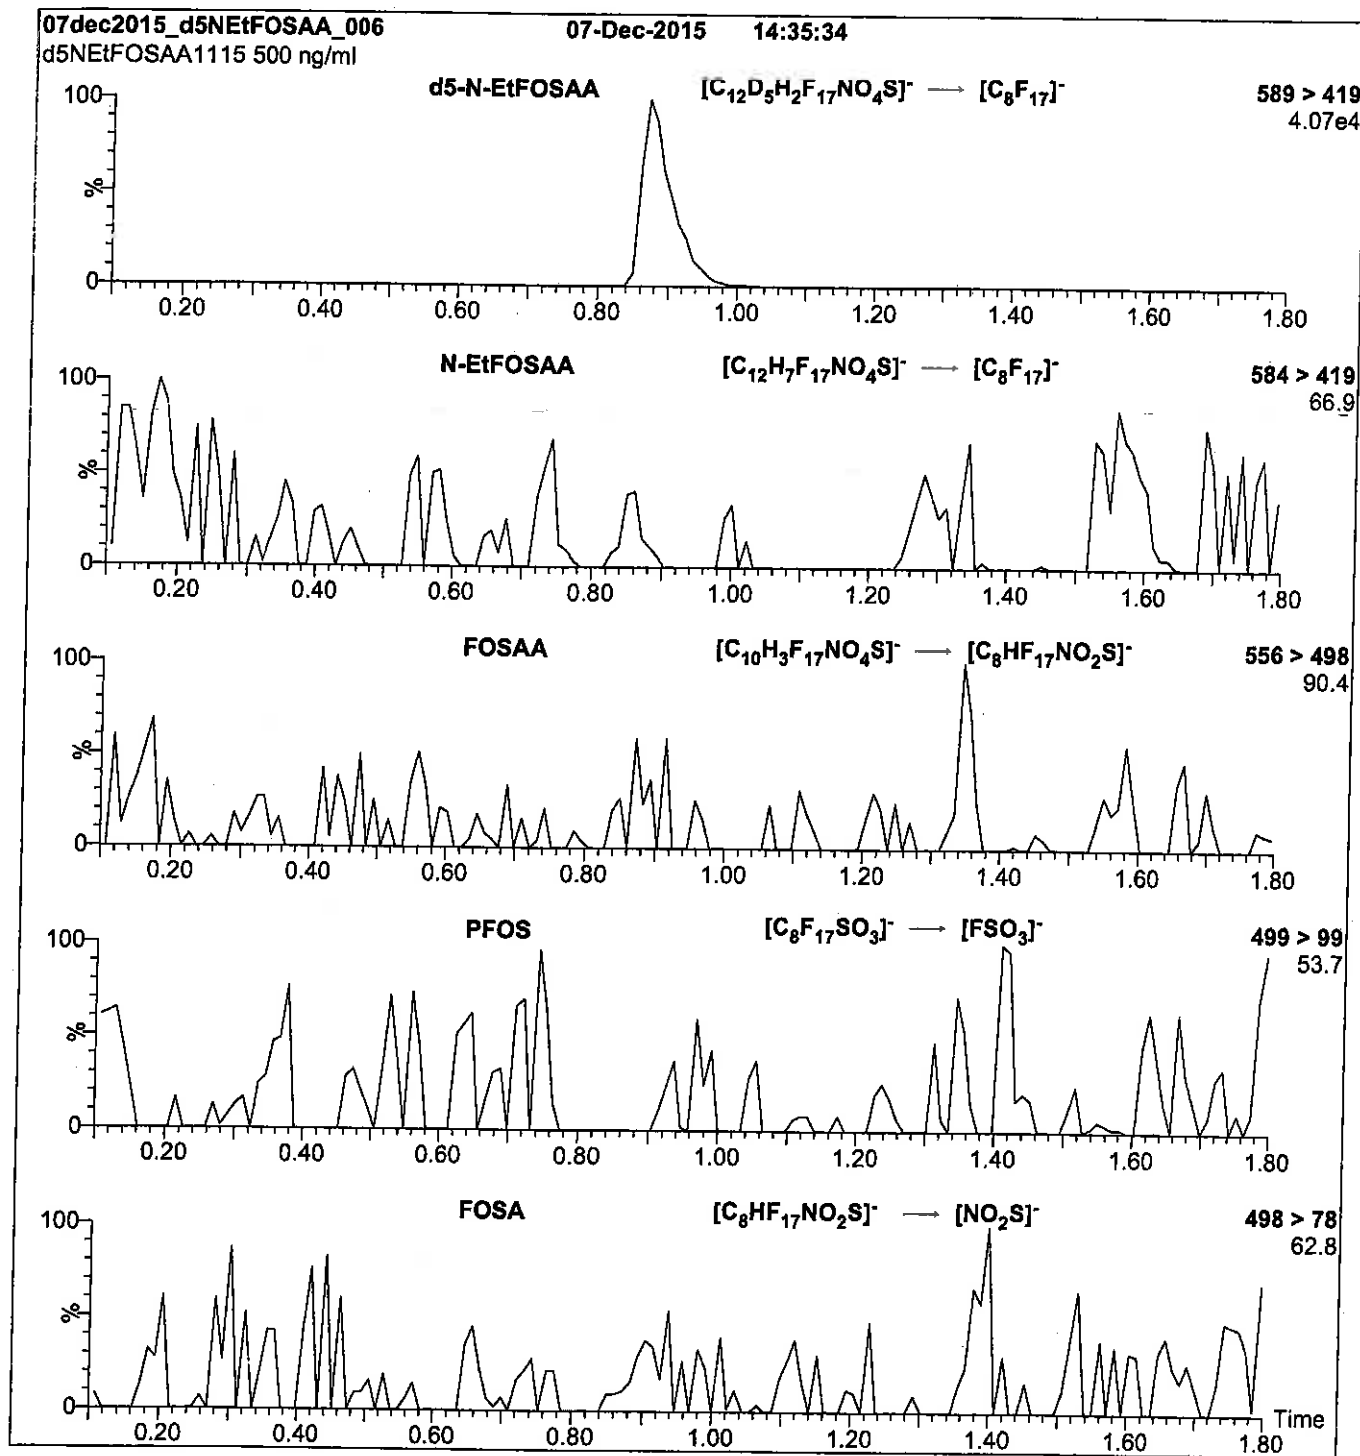 07dec2015_d5NEtFOSAA_006 07-Dec-2015 14:35:34
d5NEtFOSAA1115 500 ng/ml
d5-N-EtFOSAA [C₁₂D₅H₂F₁₇NO₄S]⁻ → [C₈F₁₇]⁻ 589 > 419
4.07e4
100
%
0
0.20 0.40 0.60 0.80 1.00 1.20 1.40 1.60 1.80
N-EtFOSAA [C₁₂H₇F₁₇NO₄S]⁻ → [C₈F₁₇]⁻ 584 > 419
66.9
100
%
0
0.20 0.40 0.60 0.80 1.00 1.20 1.40 1.60 1.80
FOSAA [C₁₀H₃F₁₇NO₄S]⁻ → [C₈HF₁₇NO₂S]⁻ 556 > 498
90.4
100
%
0
0.20 0.40 0.60 0.80 1.00 1.20 1.40 1.60 1.80
PFOS [C₈F₁₇SO₃]⁻ → [FSO₃]⁻ 499 > 99
53.7
100
%
0
0.20 0.40 0.60 0.80 1.00 1.20 1.40 1.60 1.80
FOSA [C₈HF₁₇NO₂S]⁻ → [NO₂S]⁻ 498 > 78
62.8
100
%
0
Time
0.20 0.40 0.60 0.80 1.00 1.20 1.40 1.60 1.80